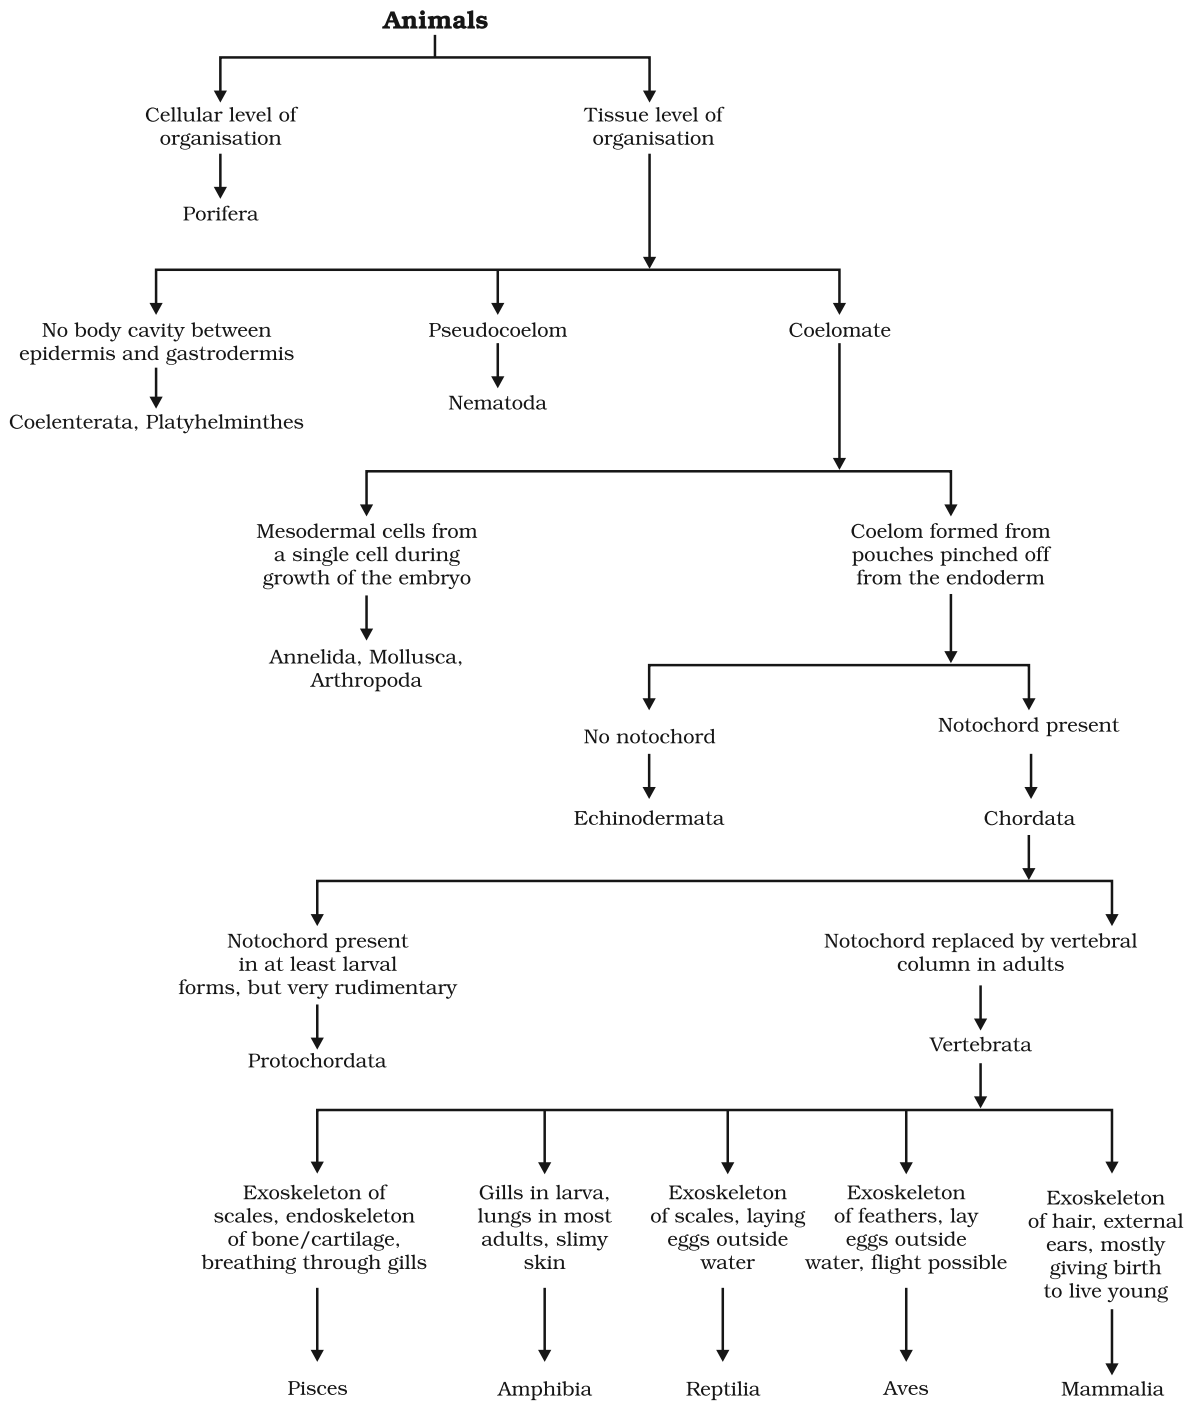 Animals
Cellular level of
organisation
Tissue level of
organisation
Porifera
No body cavity between
epidermis and gastrodermis
Pseudocoelom
Coelomate
Nematoda
Coelenterata, Platyhelminthes
Mesodermal cells from
a single cell during
growth of the embryo
Coelom formed from
pouches pinched off
from the endoderm
Annelida, Mollusca,
Arthropoda
No notochord
Notochord present
Echinodermata
Chordata
Notochord present
in at least larval
forms, but very rudimentary
Notochord replaced by vertebral
column in adults
Protochordata
Vertebrata
Exoskeleton of
scales, endoskeleton
of bone/cartilage,
breathing through gills
Gills in larva,
lungs in most
adults, slimy
skin
Exoskeleton
of scales, laying
eggs outside
water
Exoskeleton
of feathers, lay
eggs outside
water, flight possible
Exoskeleton
of hair, external
ears, mostly
giving birth
to live young
Pisces
Amphibia
Reptilia
Aves
Mammalia